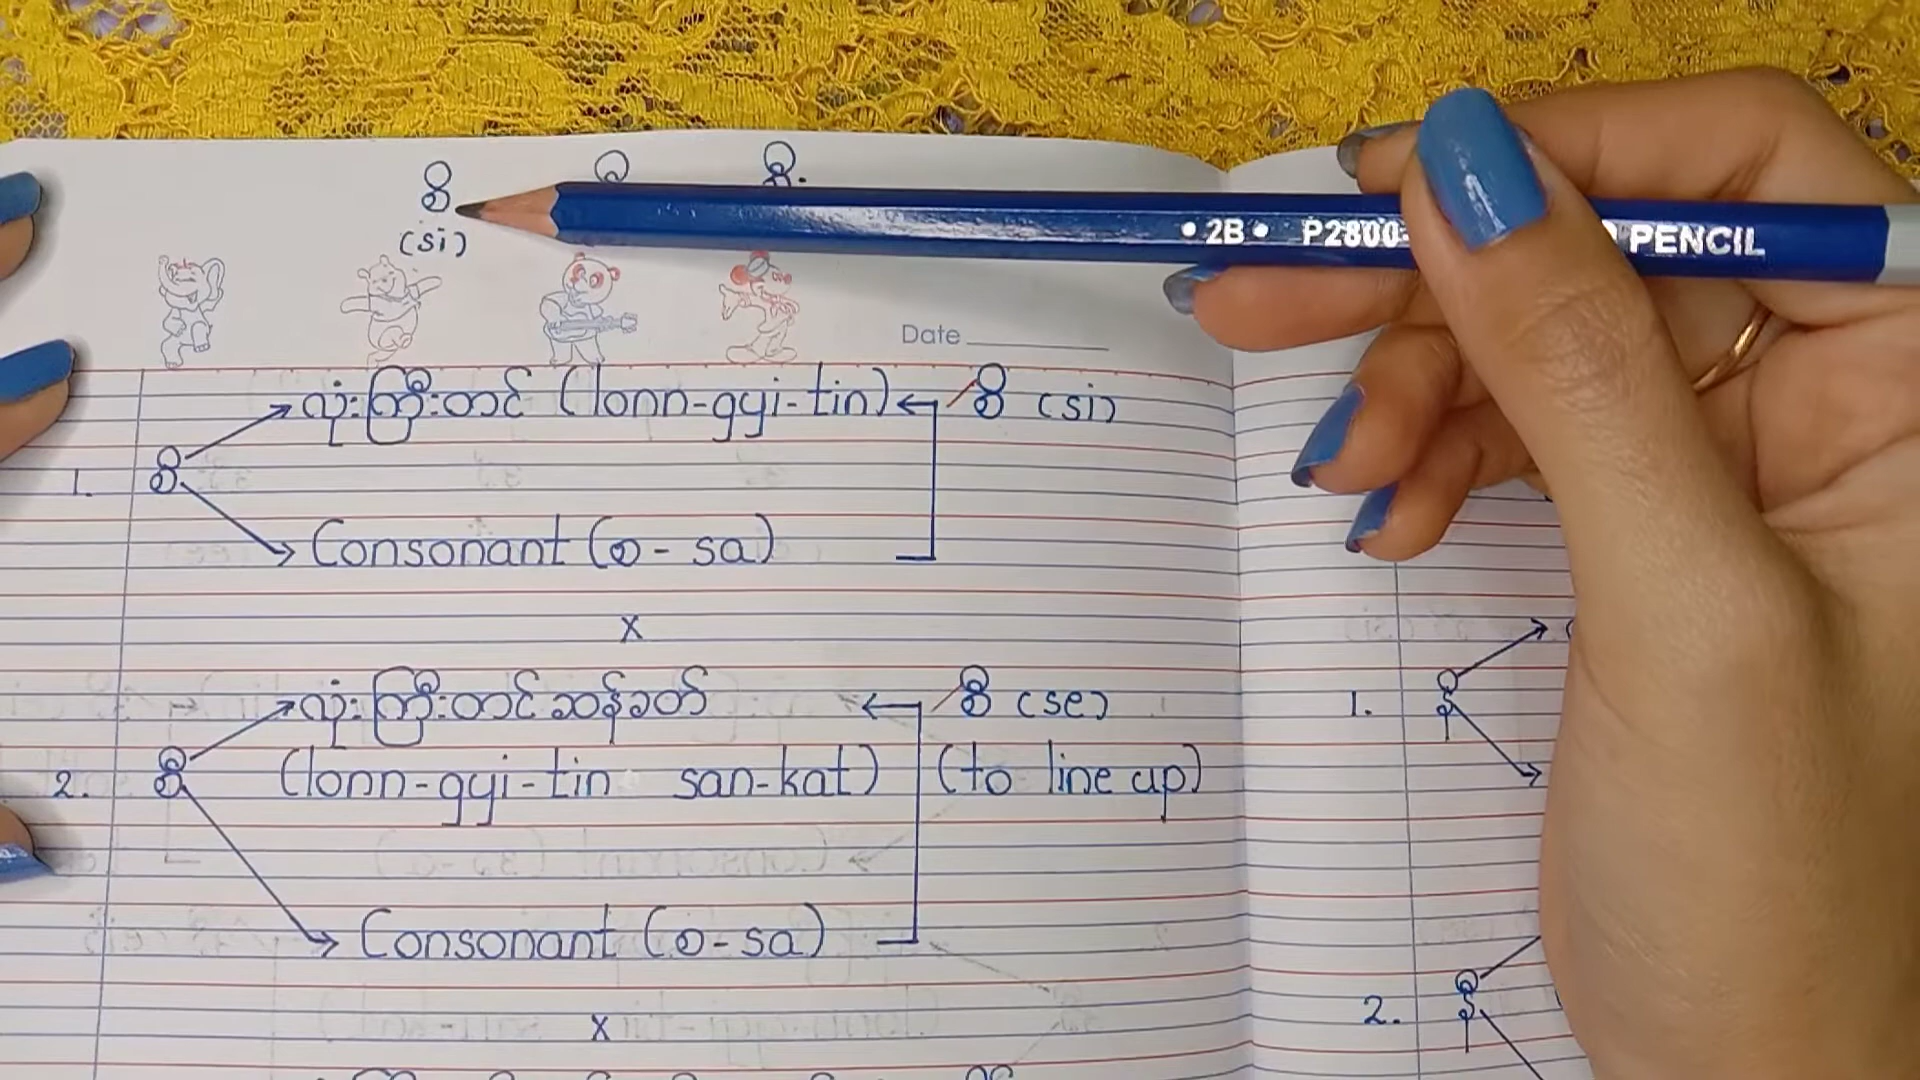 စိ
(si)
• 2B • P2800 PENCIL
Date
လုံးကြီးတင် (lonn-gyi-tin) ← စိ (si)
1. စိ
Consonant (စ - sa)
x
လုံးကြီးတင်ဆန်ခတ် ← စီ (se)
2. စီ (lonn-gyi-tin san-kat) (to line up)
Consonant (စ - sa)
x
1.
2.